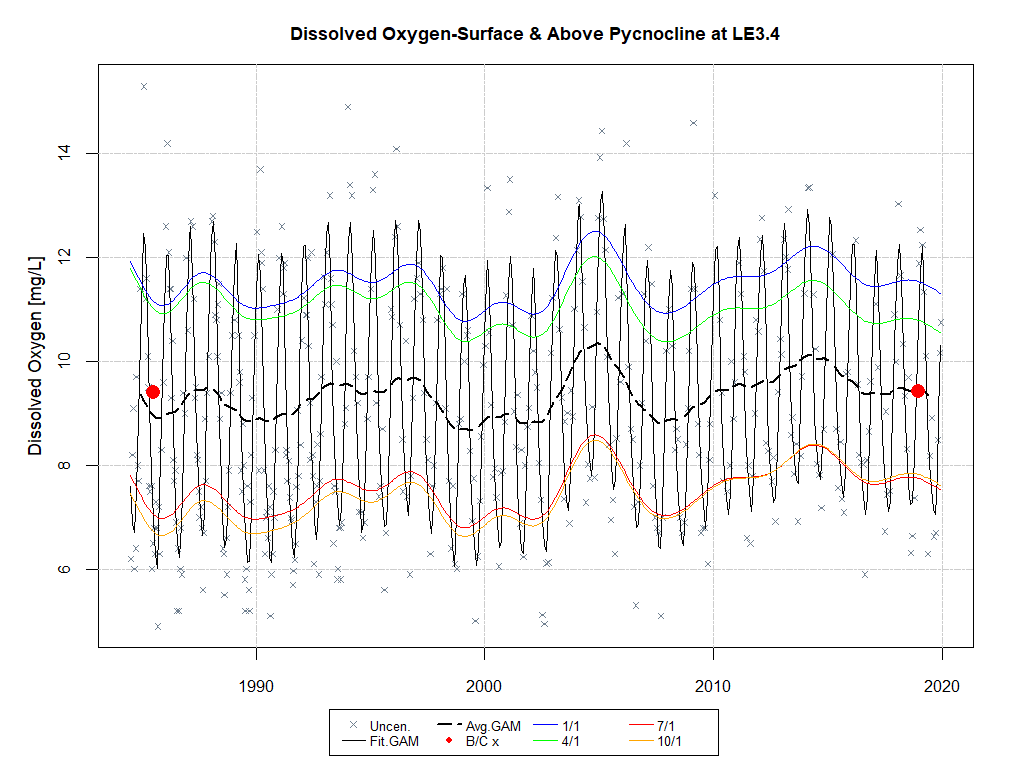 Dissolved Oxygen-Surface & Above Pycnocline at LE3.4
Dissolved Oxygen [mg/L]
14
12
10
8
6
1990 2000 2010 2020
Uncen. Avg.GAM 1/1 7/1
Fit.GAM B/C x 4/1 10/1